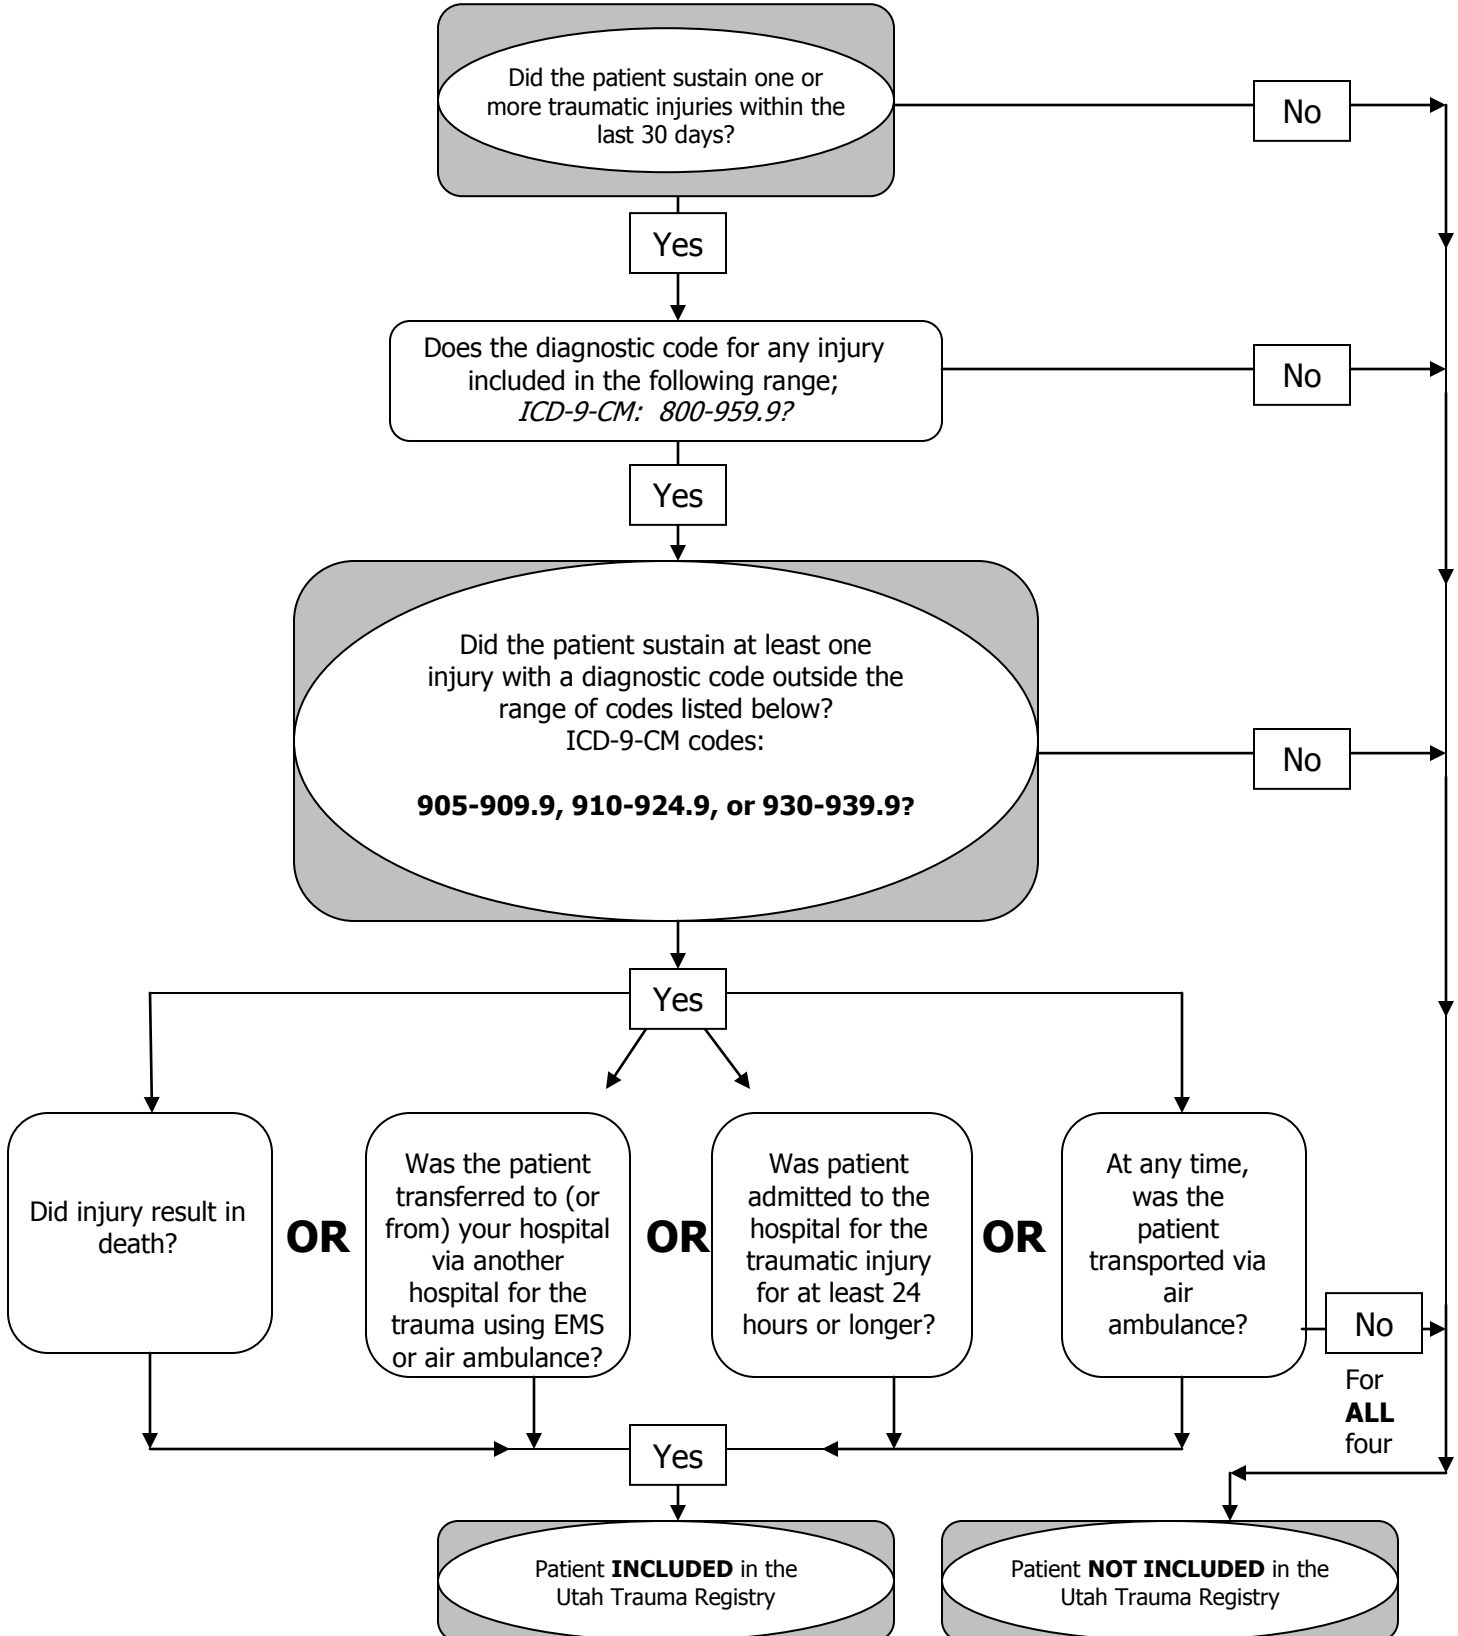 Did the patient sustain one or
more traumatic injuries within the
last 30 days?
No
Yes
Does the diagnostic code for any injury
included in the following range;
ICD-9-CM: 800-959.9?
No
Yes
Did the patient sustain at least one
injury with a diagnostic code outside the
range of codes listed below?
ICD-9-CM codes:
905-909.9, 910-924.9, or 930-939.9?
No
Yes
Did injury result in
death?
OR
Was the patient
transferred to (or
from) your hospital
via another
hospital for the
trauma using EMS
or air ambulance?
OR
Was patient
admitted to the
hospital for the
traumatic injury
for at least 24
hours or longer?
OR
At any time,
was the
patient
transported via
air
ambulance?
No
For
ALL
four
Yes
Patient INCLUDED in the
Utah Trauma Registry
Patient NOT INCLUDED in the
Utah Trauma Registry